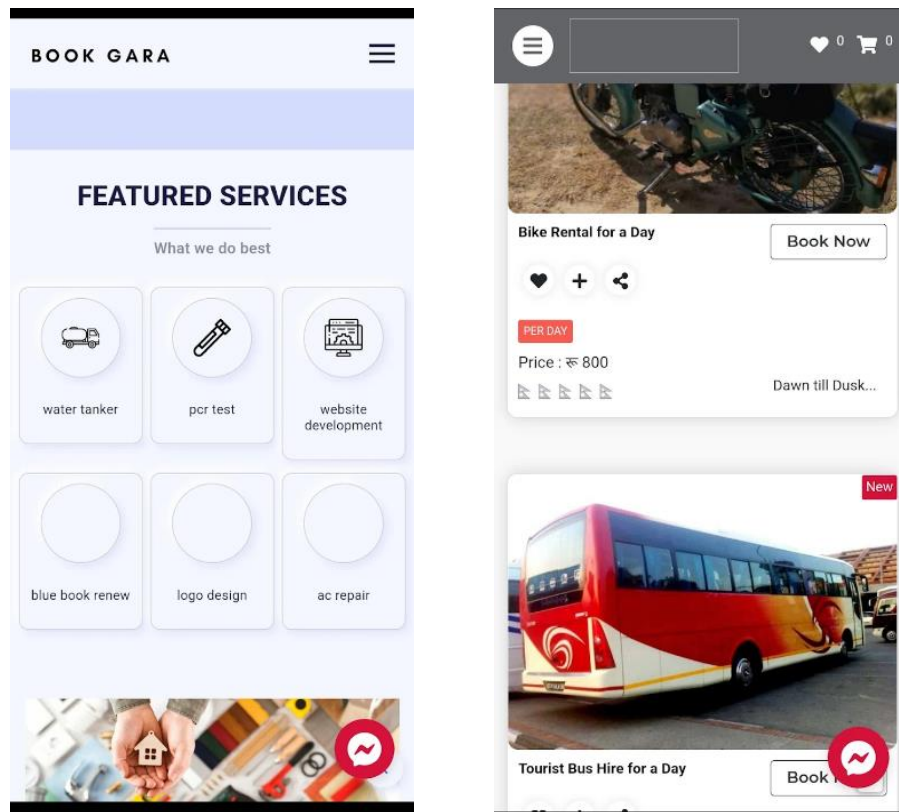 BOOK GARA
FEATURED SERVICES
What we do best
water tanker
pcr test
website
development
blue book renew
logo design
ac repair
0
0
Bike Rental for a Day
Book Now
PER DAY
Price : रू 800
Dawn till Dusk...
New
Tourist Bus Hire for a Day
Book